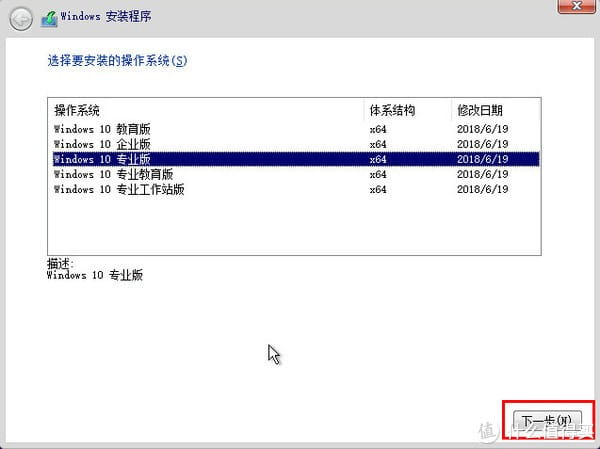 Windows 安装程序
选择要安装的操作系统(S)
操作系统 体系结构 修改日期
Windows 10 教育版 x64 2018/6/19
Windows 10 企业版 x64 2018/6/19
Windows 10 专业版 x64 2018/6/19
Windows 10 专业教育版 x64 2018/6/19
Windows 10 专业工作站版 x64 2018/6/19
描述:
Windows 10 专业版
下一步(N)
值 什么值得买